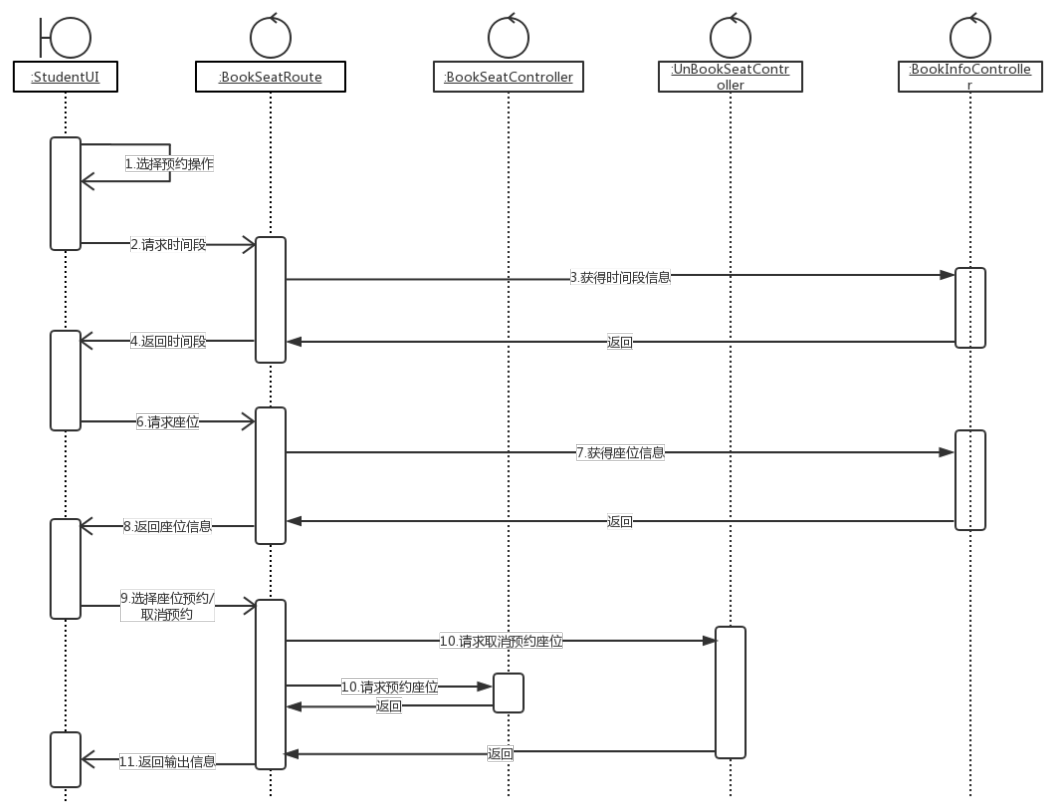 :StudentUI
:BookSeatRoute
:BookSeatController
:UnBookSeatContr
oller
:BookInfoControlle
r
1.选择预约操作
2.请求时间段
3.获得时间段信息
4.返回时间段
返回
6.请求座位
7.获得座位信息
8.返回座位信息
返回
9.选择座位预约/
取消预约
10.请求取消预约座位
10.请求预约座位
返回
返回
11.返回输出信息